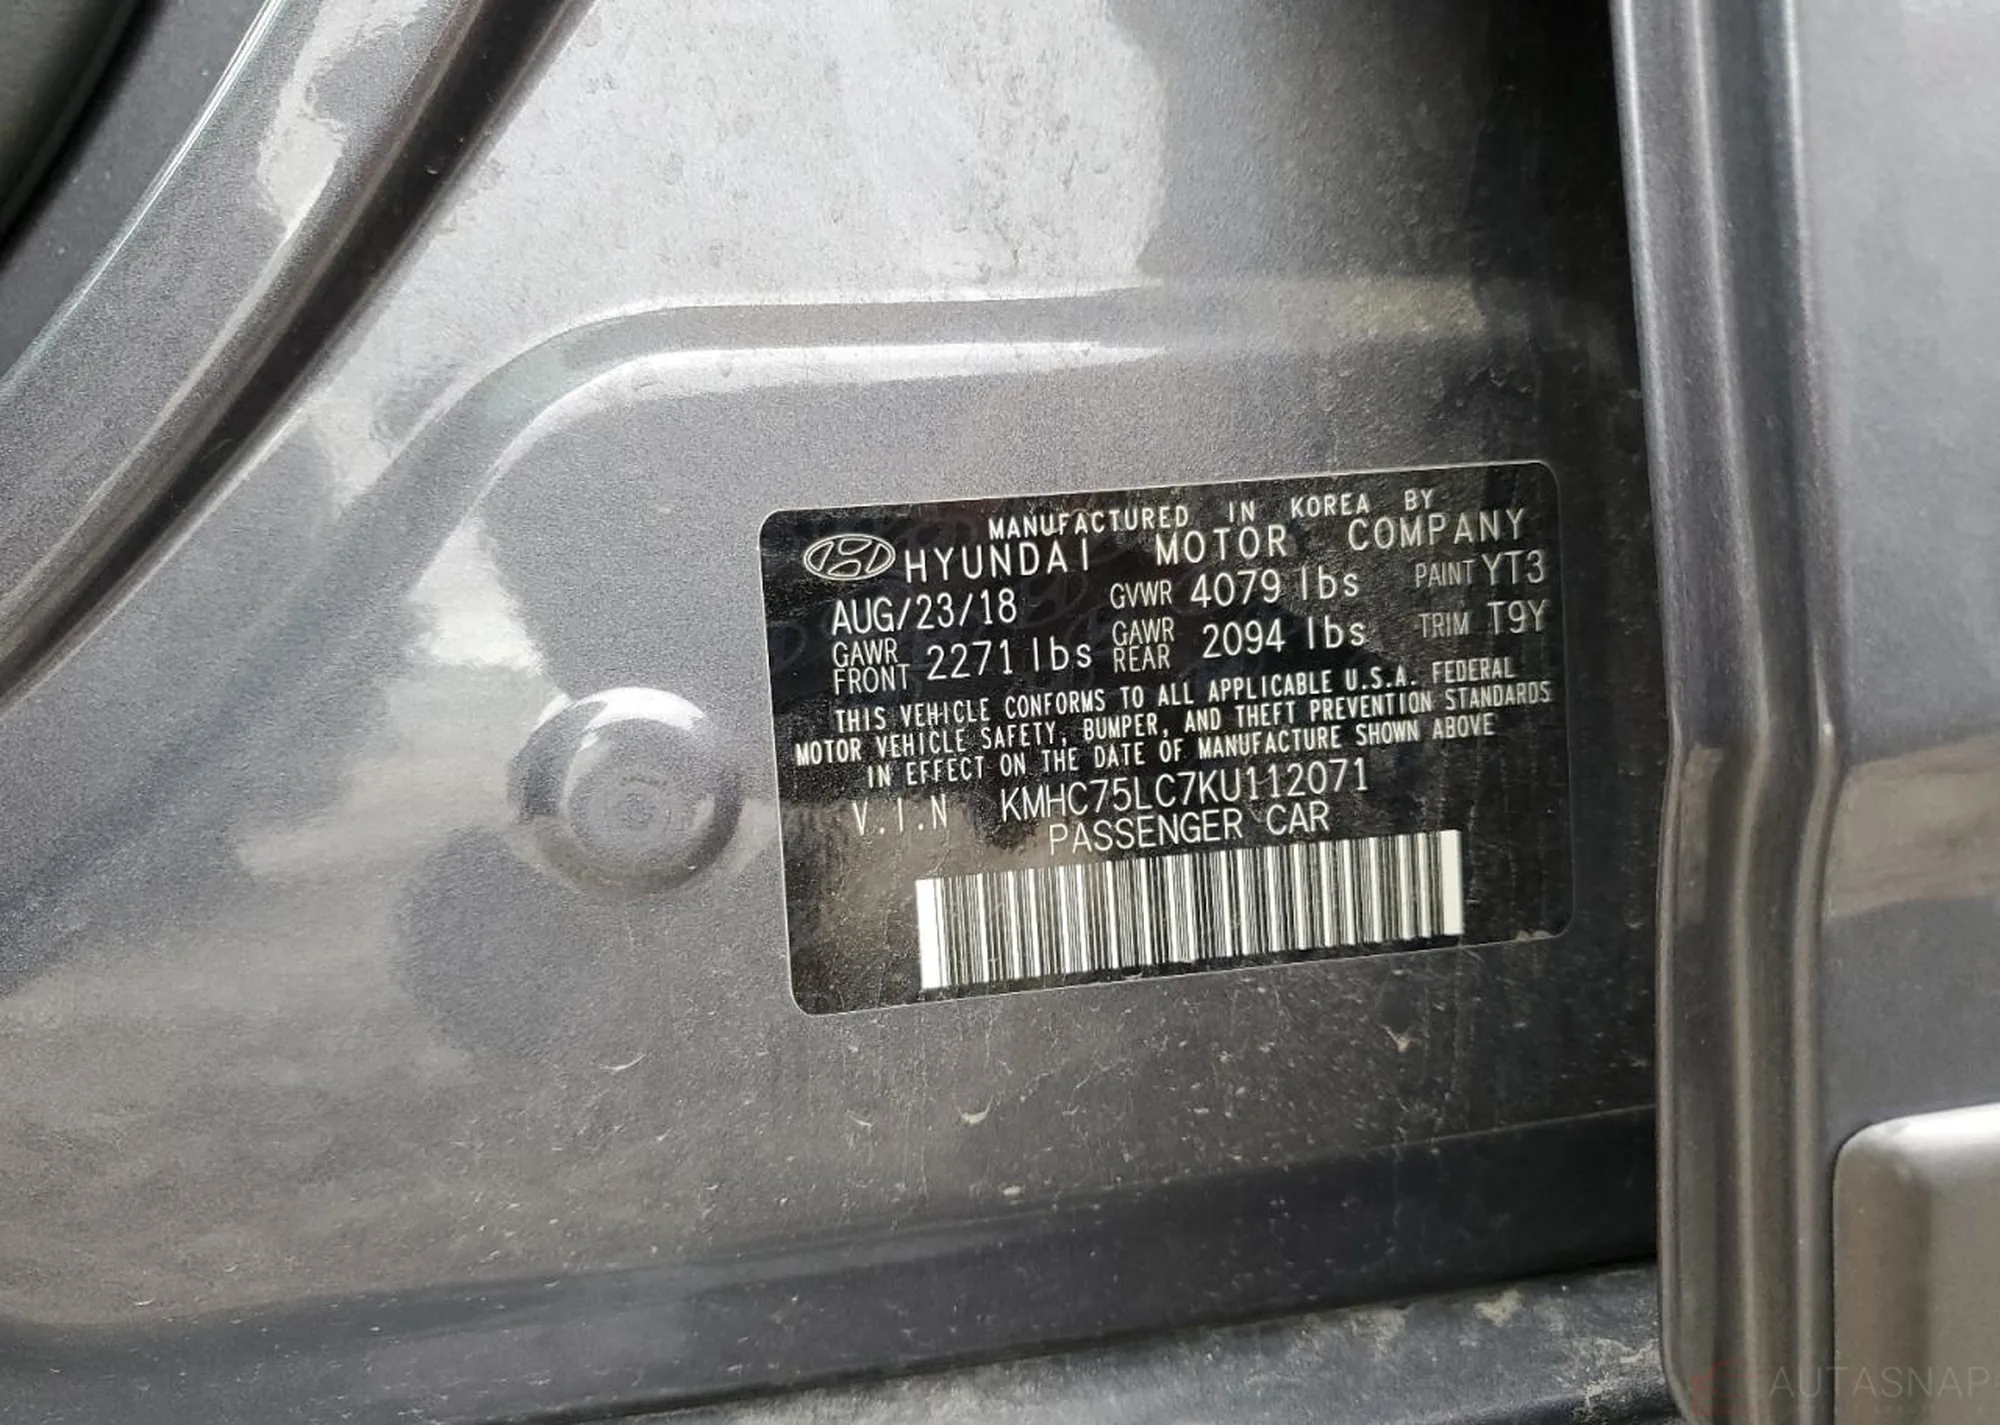 MANUFACTURED IN KOREA BY
HYUNDAI MOTOR COMPANY
AUG/23/18 GVWR 4079 lbs PAINT YT3
GAWR FRONT 2271 lbs GAWR REAR 2094 lbs TRIM T9Y
THIS VEHICLE CONFORMS TO ALL APPLICABLE U.S.A. FEDERAL
MOTOR VEHICLE SAFETY, BUMPER, AND THEFT PREVENTION STANDARDS
IN EFFECT ON THE DATE OF MANUFACTURE SHOWN ABOVE
V.I.N KMHC75LC7KU112071
PASSENGER CAR
AUTASNAP